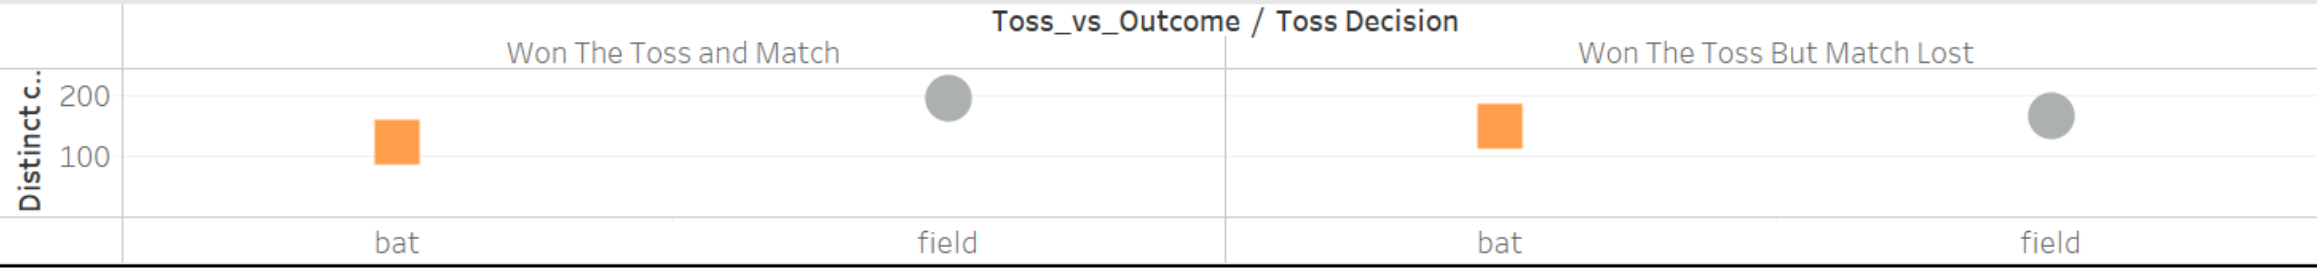 Toss_vs_Outcome / Toss Decision
Won The Toss and Match
Won The Toss But Match Lost
Distinct c..
200
100
bat
field
bat
field